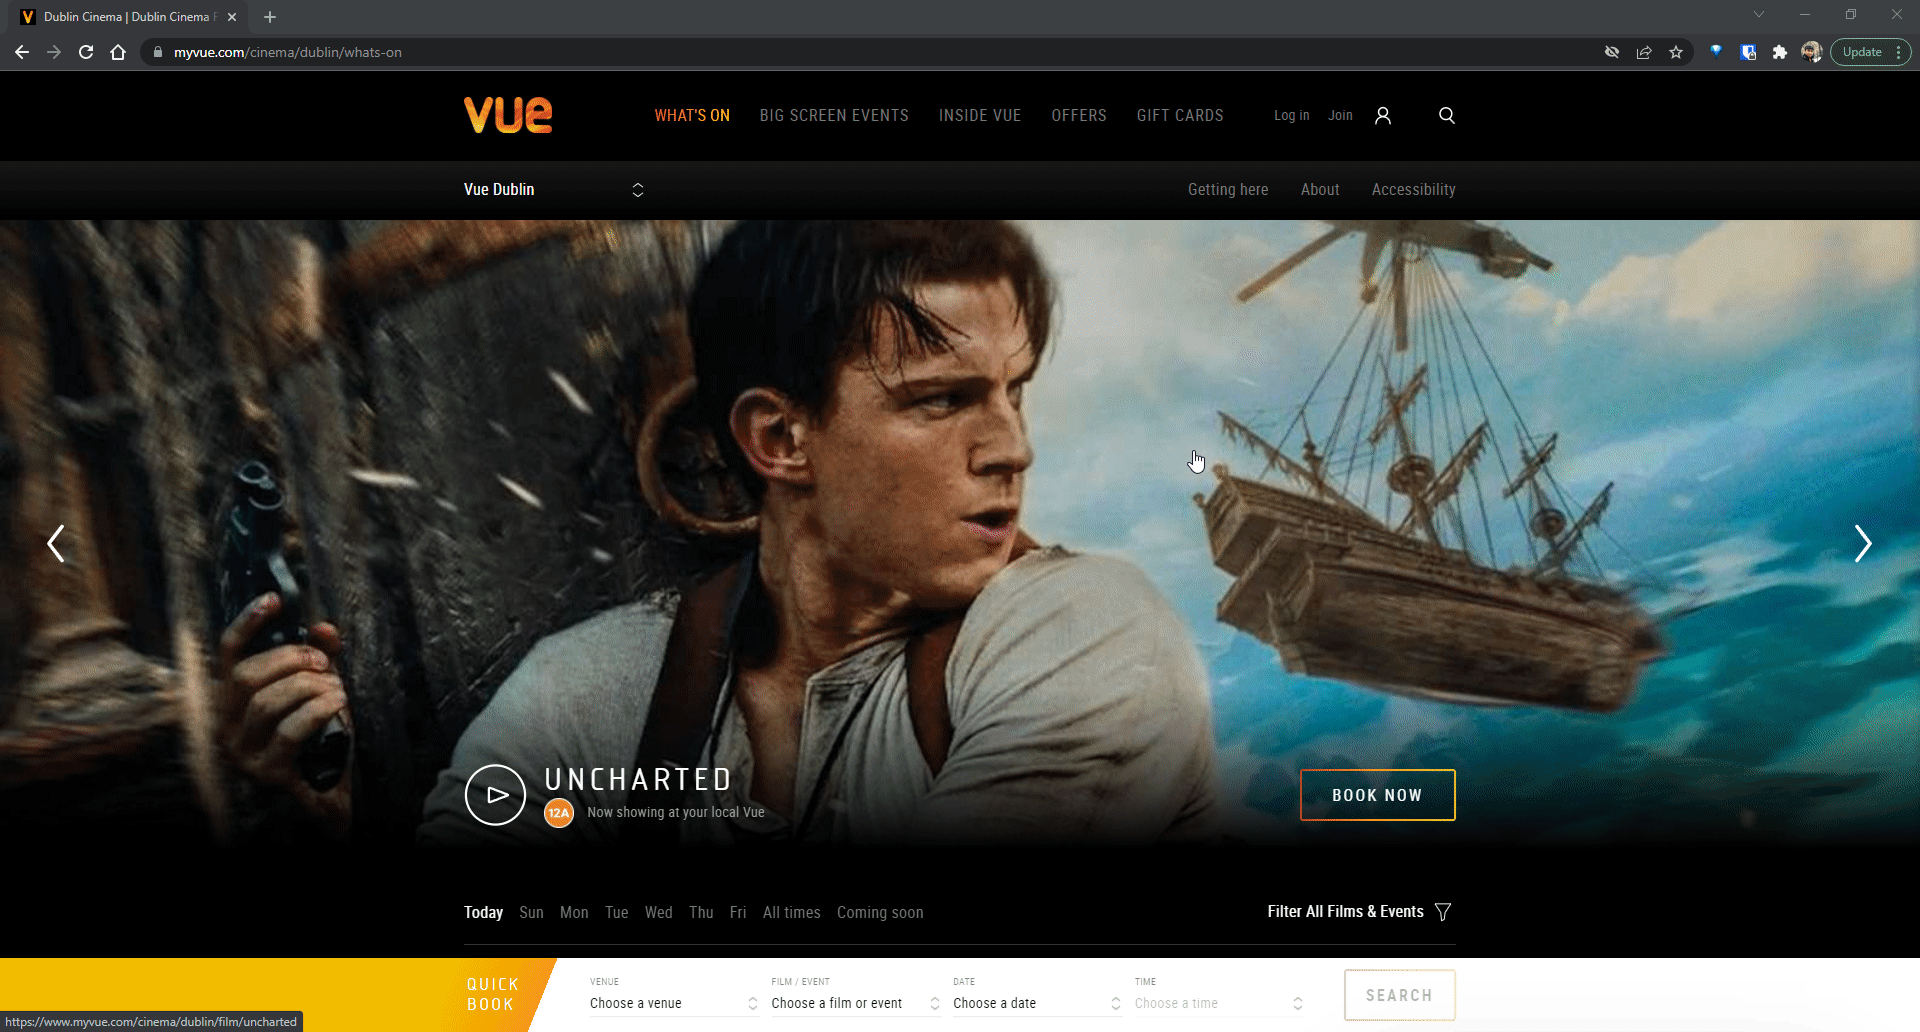 Dublin Cinema | Dublin Cinema F
myvue.com/cinema/dublin/whats-on
Update
VUE
WHAT'S ON
BIG SCREEN EVENTS
INSIDE VUE
OFFERS
GIFT CARDS
Log in
Join
Vue Dublin
Getting here
About
Accessibility
UNCHARTED
12A
Now showing at your local Vue
BOOK NOW
Today
Sun
Mon
Tue
Wed
Thu
Fri
All times
Coming soon
Filter All Films & Events
QUICK
BOOK
VENUE
Choose a venue
FILM / EVENT
Choose a film or event
DATE
Choose a date
TIME
Choose a time
SEARCH
https://www.myvue.com/cinema/dublin/film/uncharted